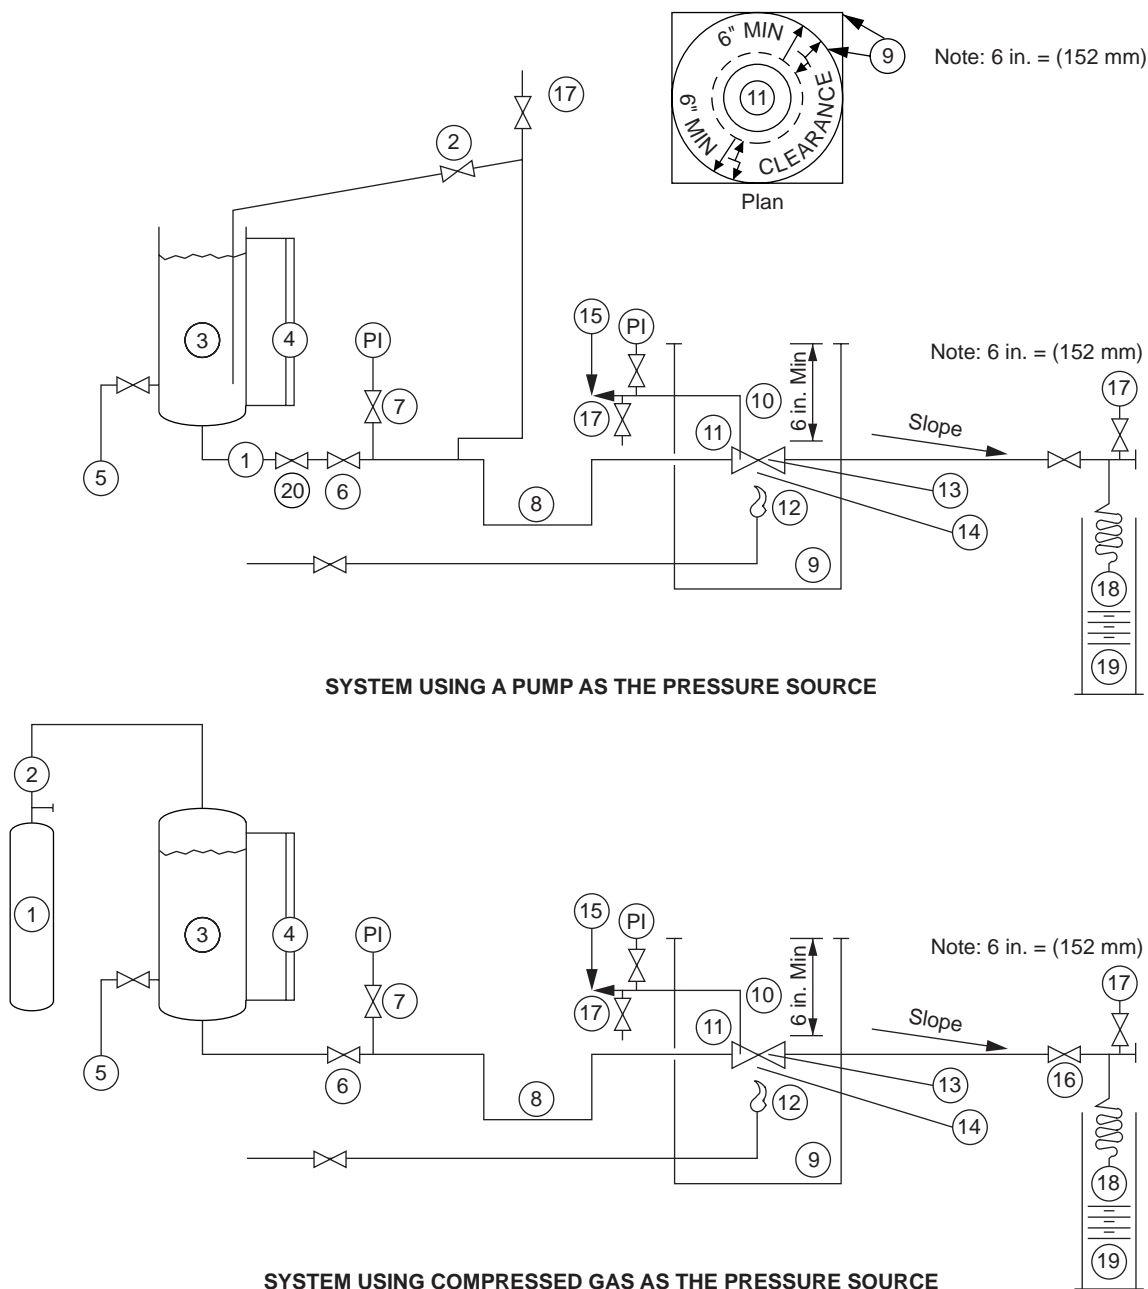 6" MIN
9
Note: 6 in. = (152 mm)
11
6" MIN
CLEARANCE
Plan
17
2
3
4
PI
7
5
1
20
6
8
15
PI
17
10
11
6 in. Min
12
9
Note: 6 in. = (152 mm)
17
Slope
13
14
18
19
SYSTEM USING A PUMP AS THE PRESSURE SOURCE
2
1
3
4
PI
7
5
6
8
15
PI
17
10
11
6 in. Min
12
9
Note: 6 in. = (152 mm)
17
Slope
16
13
14
18
19
SYSTEM USING COMPRESSED GAS AS THE PRESSURE SOURCE